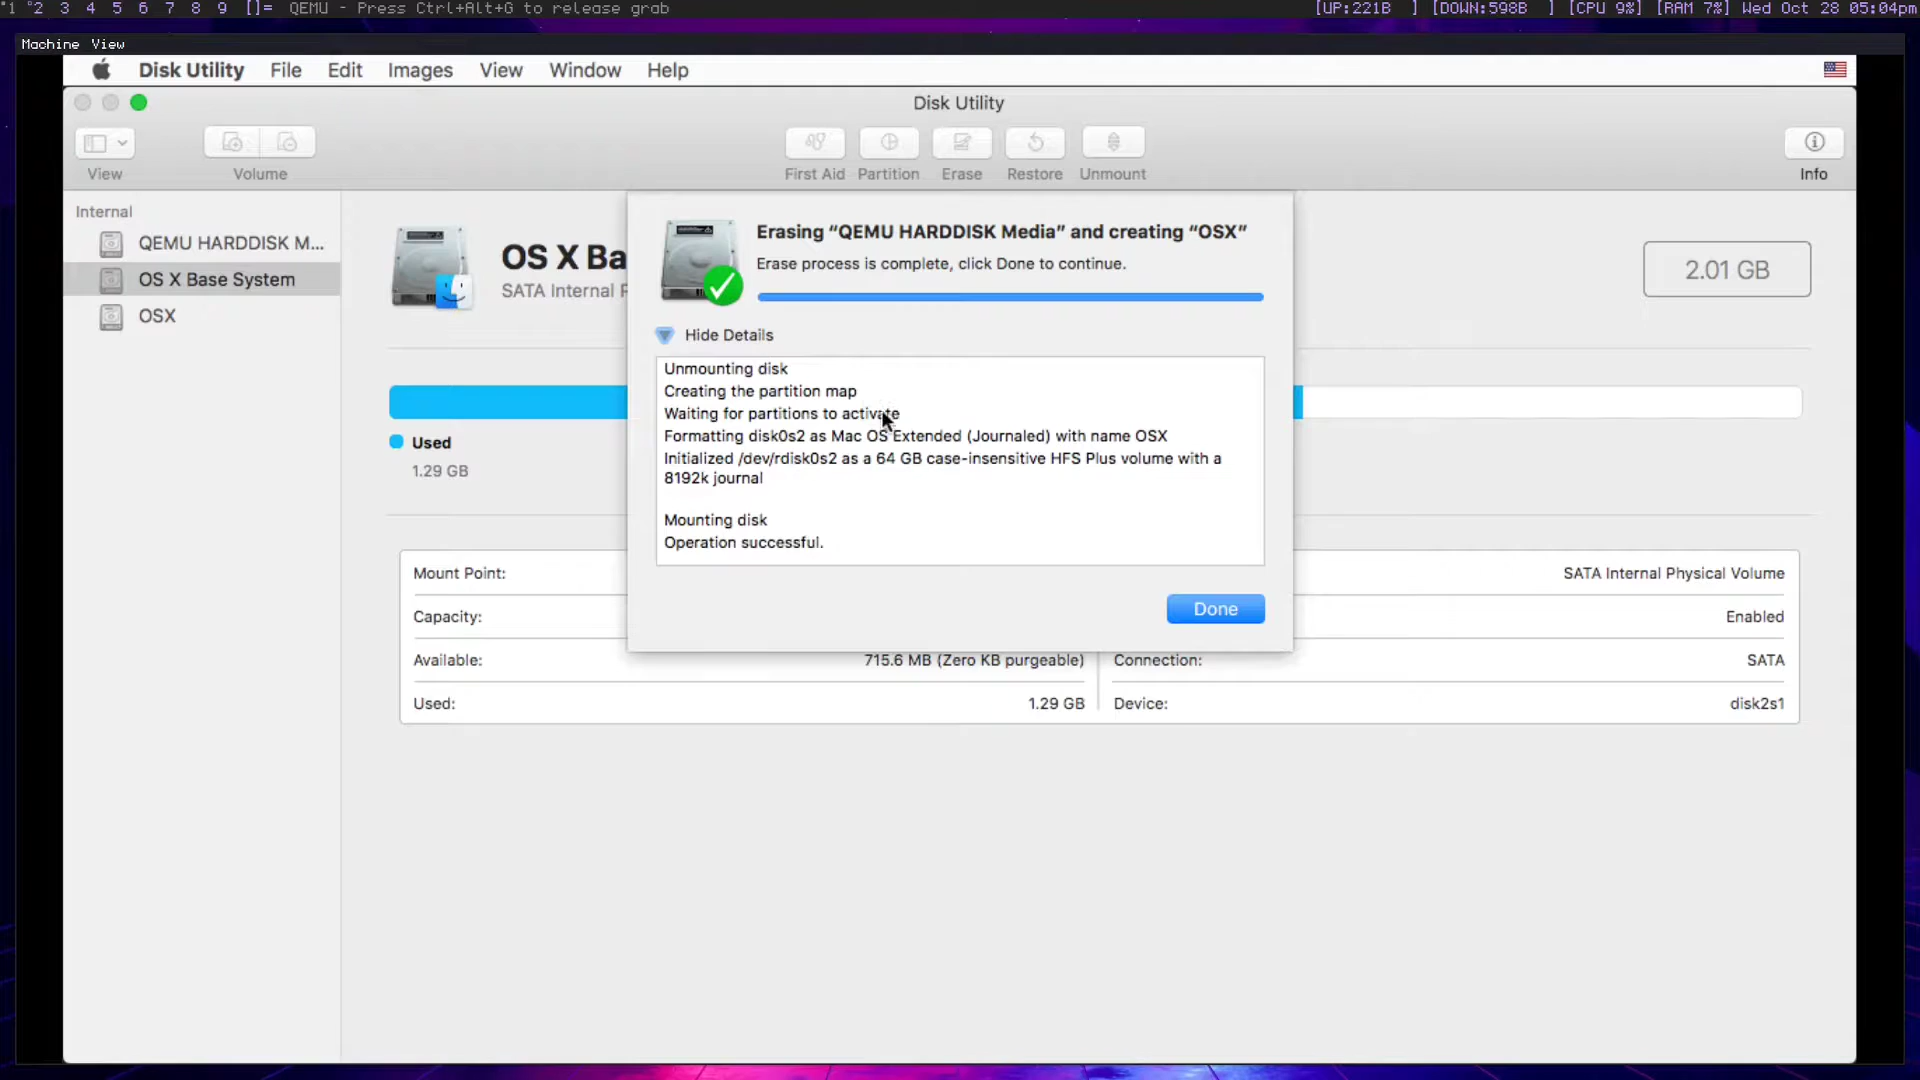 1 2 3 4 5 6 7 8 9 []= QEMU - Press Ctrl+Alt+G to release grab [UP:221B ] [DOWN:598B ] [CPU 9%] [RAM 7%] Wed Oct 28 05:04pm
Machine View
Disk Utility File Edit Images View Window Help
Disk Utility
View Volume First Aid Partition Erase Restore Unmount Info
Internal
QEMU HARDDISK M...
OS X Base System
OSX
OS X Ba
SATA Internal P
2.01 GB
Erasing “QEMU HARDDISK Media” and creating “OSX”
Erase process is complete, click Done to continue.
Hide Details
Unmounting disk
Creating the partition map
Waiting for partitions to activate
Formatting disk0s2 as Mac OS Extended (Journaled) with name OSX
Initialized /dev/rdisk0s2 as a 64 GB case-insensitive HFS Plus volume with a
8192k journal
Mounting disk
Operation successful.
Done
Used
1.29 GB
Mount Point: SATA Internal Physical Volume
Capacity: Enabled
Available: 715.6 MB (Zero KB purgeable) Connection: SATA
Used: 1.29 GB Device: disk2s1